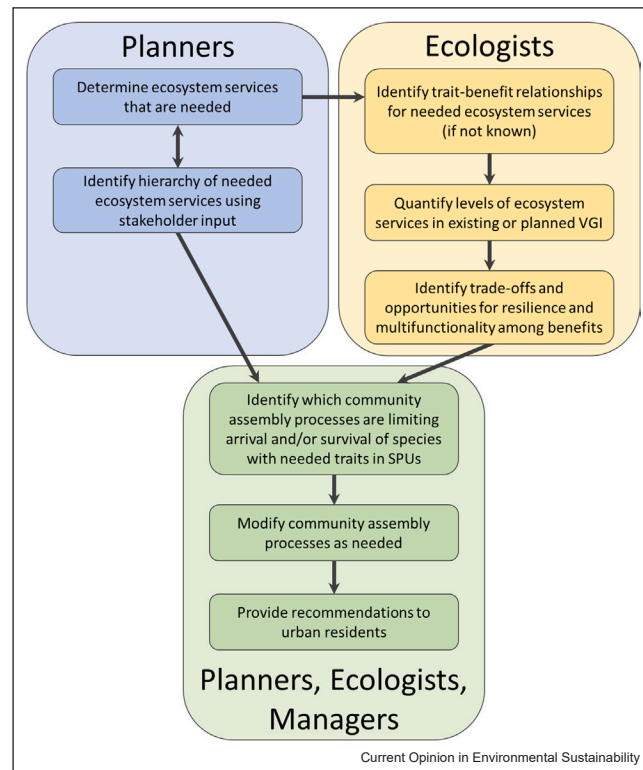 Planners
Determine ecosystem services
that are needed
Identify hierarchy of needed
ecosystem services using
stakeholder input
Ecologists
Identify trait-benefit relationships
for needed ecosystem services
(if not known)
Quantify levels of ecosystem
services in existing or planned VGI
Identify trade-offs and
opportunities for resilience and
multifunctionality among benefits
Identify which community
assembly processes are limiting
arrival and/or survival of species
with needed traits in SPUs
Modify community assembly
processes as needed
Provide recommendations to
urban residents
Planners, Ecologists,
Managers
Current Opinion in Environmental Sustainability